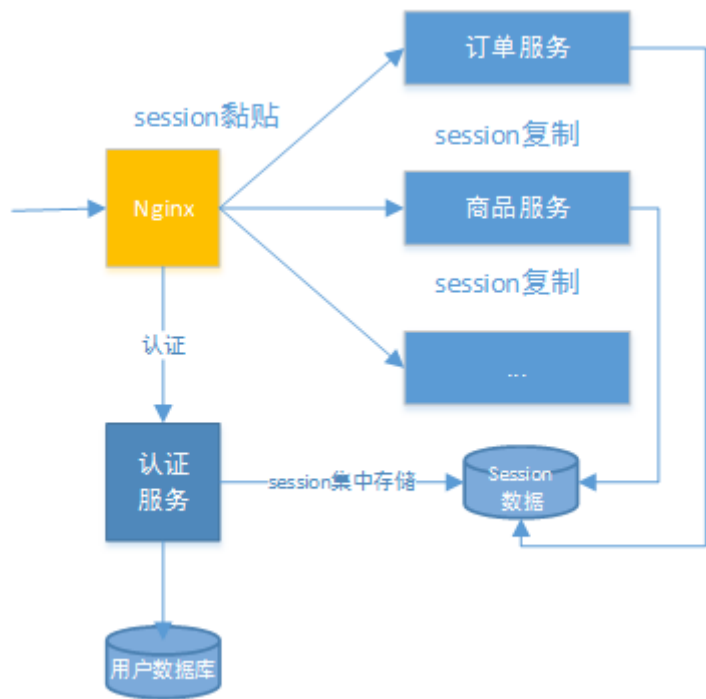 订单服务
session黏贴
session复制
Nginx
商品服务
session复制
认证
...
认证
服务
session集中存储
Session
数据
用户数据库